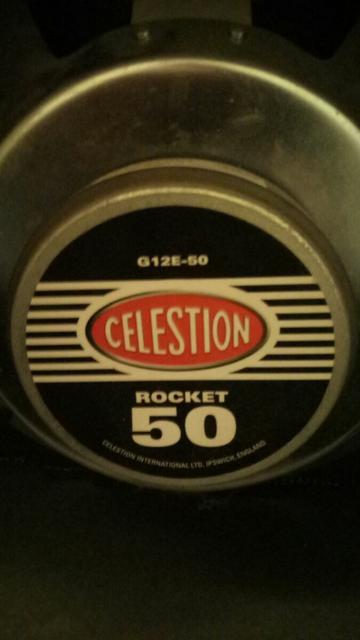 G12E-50
CELESTION
ROCKET
50
CELESTION INTERNATIONAL LTD. IPSWICH, ENGLAND